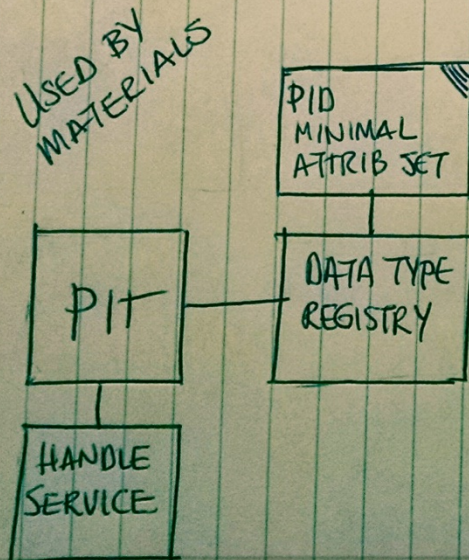 USED BY
MATERIALS
PID
MINIMAL
ATTRIB SET
PIT
DATA TYPE
REGISTRY
HANDLE
SERVICE